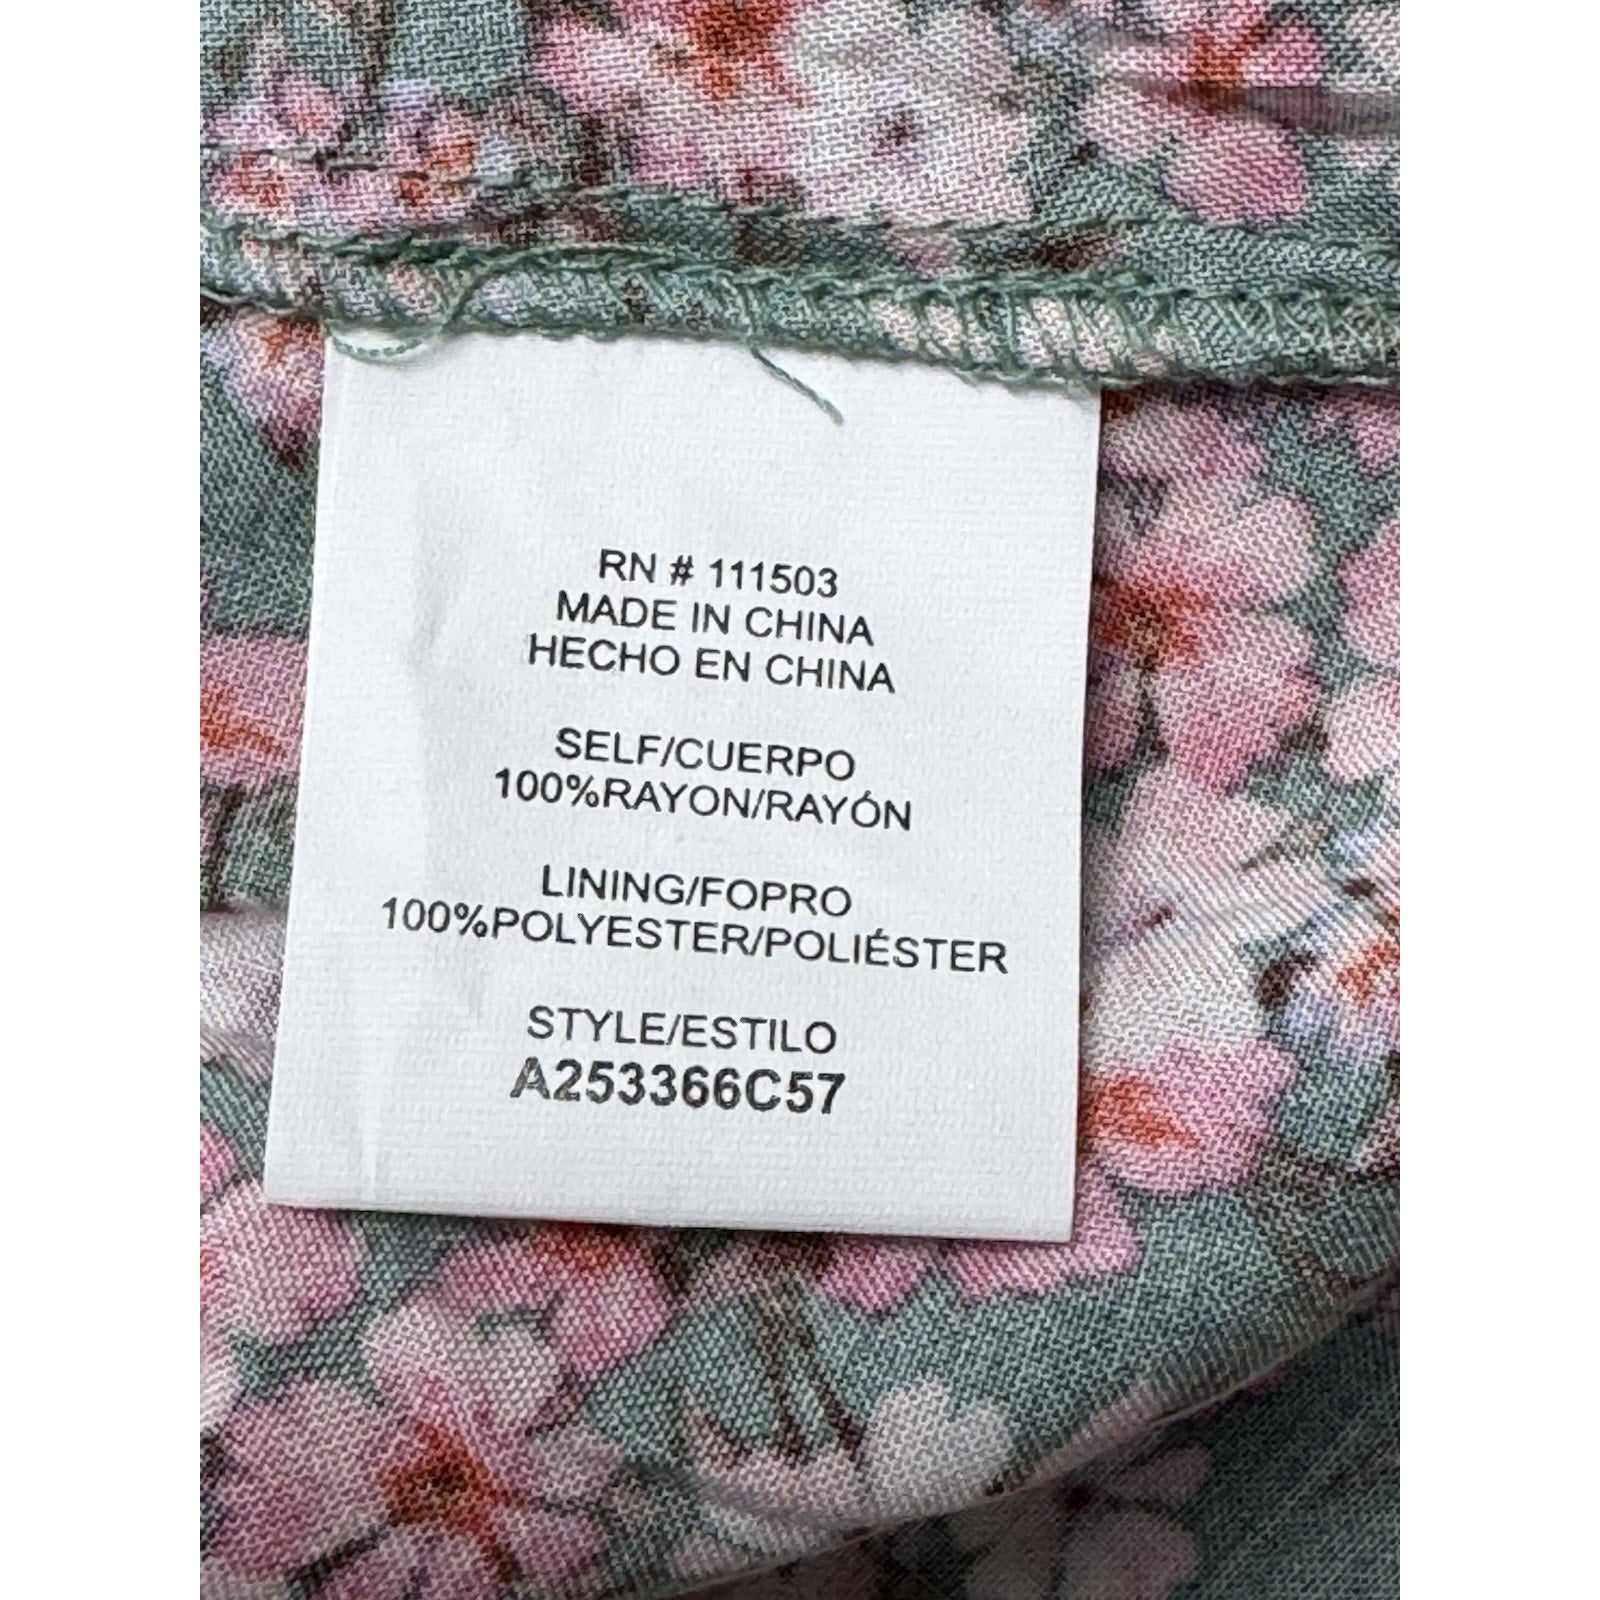 RN # 111503
MADE IN CHINA
HECHO EN CHINA
SELF/CUERPO
100%RAYON/RAYÓN
LINING/FOPRO
100%POLYESTER/POLIÉSTER
STYLE/ESTILO
A253366C57